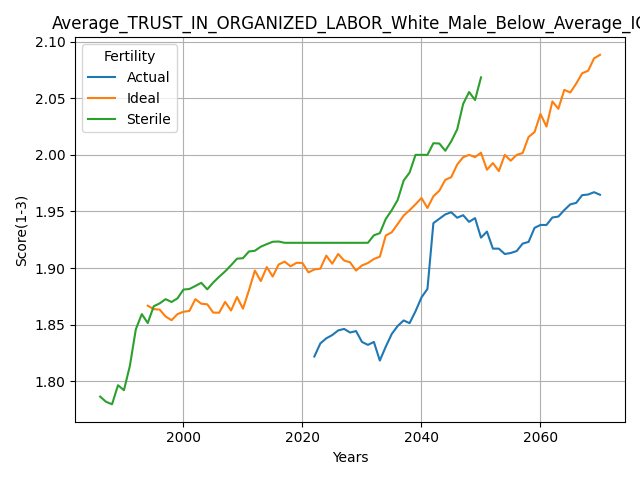 Average_TRUST_IN_ORGANIZED_LABOR_White_Male_Below_Average_IQ
Fertility
Actual
Ideal
Sterile
2.10
2.05
2.00
1.95
1.90
1.85
1.80
Score(1-3)
2000
2020
2040
2060
Years